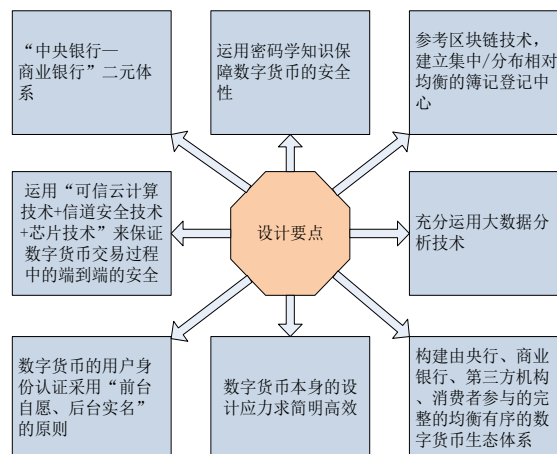 “中央银行—
商业银行”二元体
系
运用密码学知识保
障数字货币的安全
性
参考区块链技术，
建立集中/分布相对
均衡的簿记登记中
心
运用“可信云计算
技术+信道安全技术
+芯片技术”来保证
数字货币交易过程
中的端到端的安全
设计要点
充分运用大数据分
析技术
数字货币的用户身
份认证采用“前台
自愿、后台实名”
的原则
数字货币本身的设
计应力求简明高效
构建由央行、商业
银行、第三方机构
、消费者参与的完
整的均衡有序的数
字货币生态体系